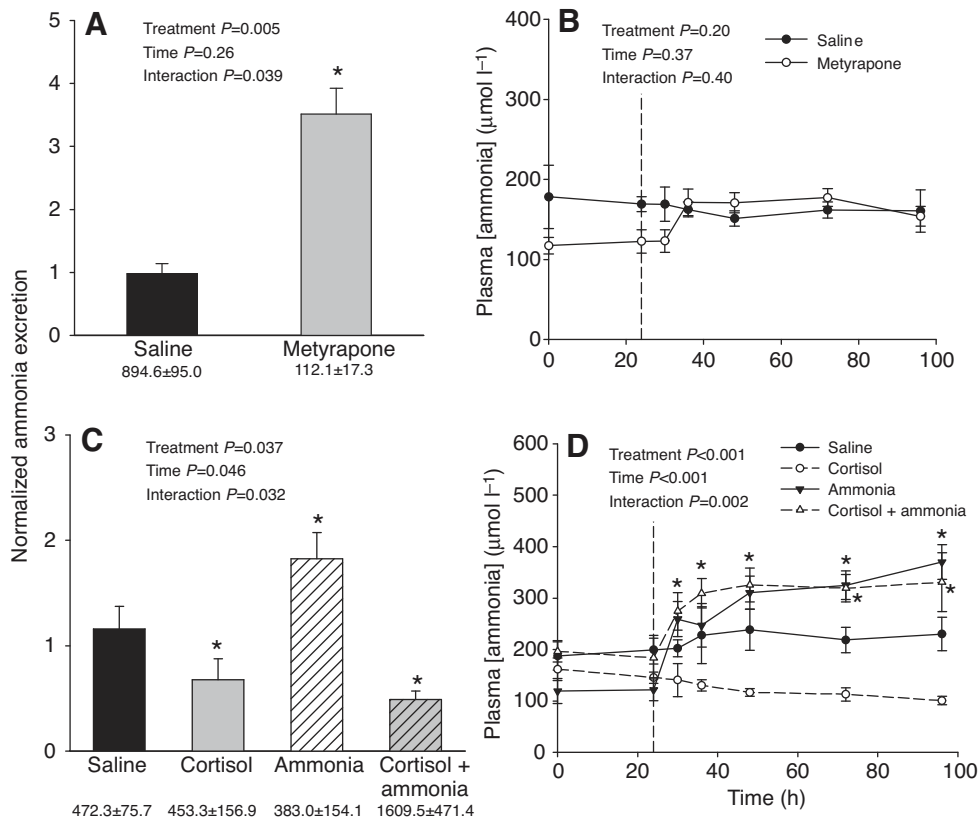 A
Treatment P=0.005
Time P=0.26
Interaction P=0.039
5
4
3
2
1
0
*
Saline
Metyrapone
894.6±95.0
112.1±17.3
B
Treatment P=0.20
Time P=0.37
Interaction P=0.40
Saline
Metyrapone
Plasma [ammonia] (μmol l⁻¹)
400
300
200
100
0
0 20 40 60 80 100
Normalized ammonia excretion
C
Treatment P=0.037
Time P=0.046
Interaction P=0.032
3
2
1
0
* * *
Saline
Cortisol
Ammonia
Cortisol +
ammonia
472.3±75.7
453.3±156.9
383.0±154.1
1609.5±471.4
D
Treatment P<0.001
Time P<0.001
Interaction P=0.002
Saline
Cortisol
Ammonia
Cortisol + ammonia
Plasma [ammonia] (μmol l⁻¹)
600
500
400
300
200
100
0
* * * * * * *
0 20 40 60 80 100
Time (h)